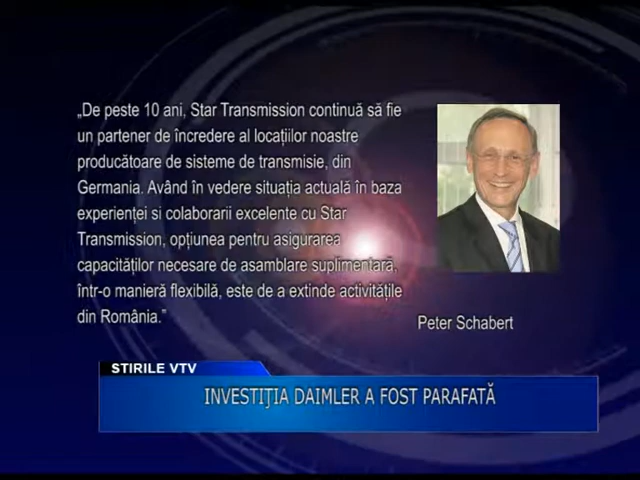 „De peste 10 ani, Star Transmission continuă să fie
un partener de încredere al locațiilor noastre
producătoare de sisteme de transmisie, din
Germania. Având în vedere situația actuală în baza
experienței si colaborarii excelente cu Star
Transmission, opțiunea pentru asigurarea
capacităților necesare de asamblare suplimentară,
într-o manieră flexibilă, este de a extinde activitățile
din România.”
Peter Schabert
STIRILE VTV
INVESTIŢIA DAIMLER A FOST PARAFATĂ